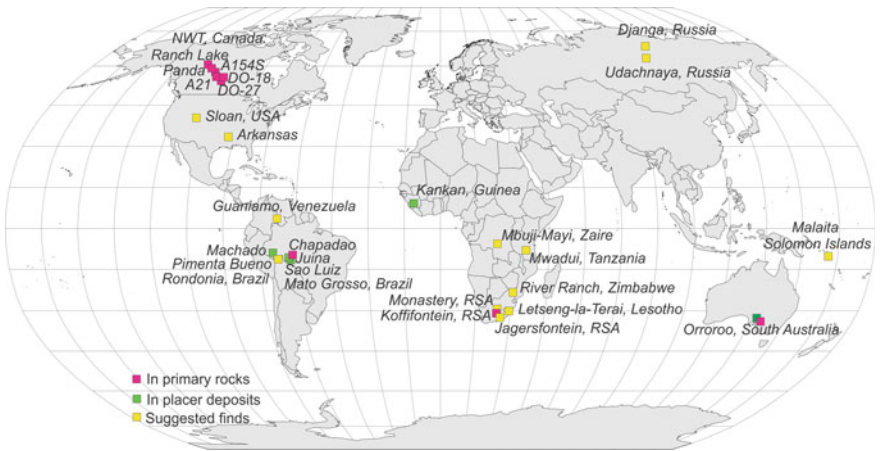 Djanga, Russia
NWT, Canada
Ranch Lake
A154S
Panda
DO-18
Udachnaya, Russia
A21
DO-27
Sloan, USA
Arkansas
Kankan, Guinea
Guaniamo, Venezuela
Mbuji-Mayi, Zaire
Malaita
Solomon Islands
Machado
Chapadao
Juina
Mwadui, Tanzania
Pimenta Bueno
Sao Luiz
Rondonia, Brazil
Mato Grosso, Brazil
River Ranch, Zimbabwe
Monastery, RSA
Letseng-la-Terai, Lesotho
Koffifontein, RSA
Jagersfontein, RSA
Orroroo, South Australia
In primary rocks
In placer deposits
Suggested finds